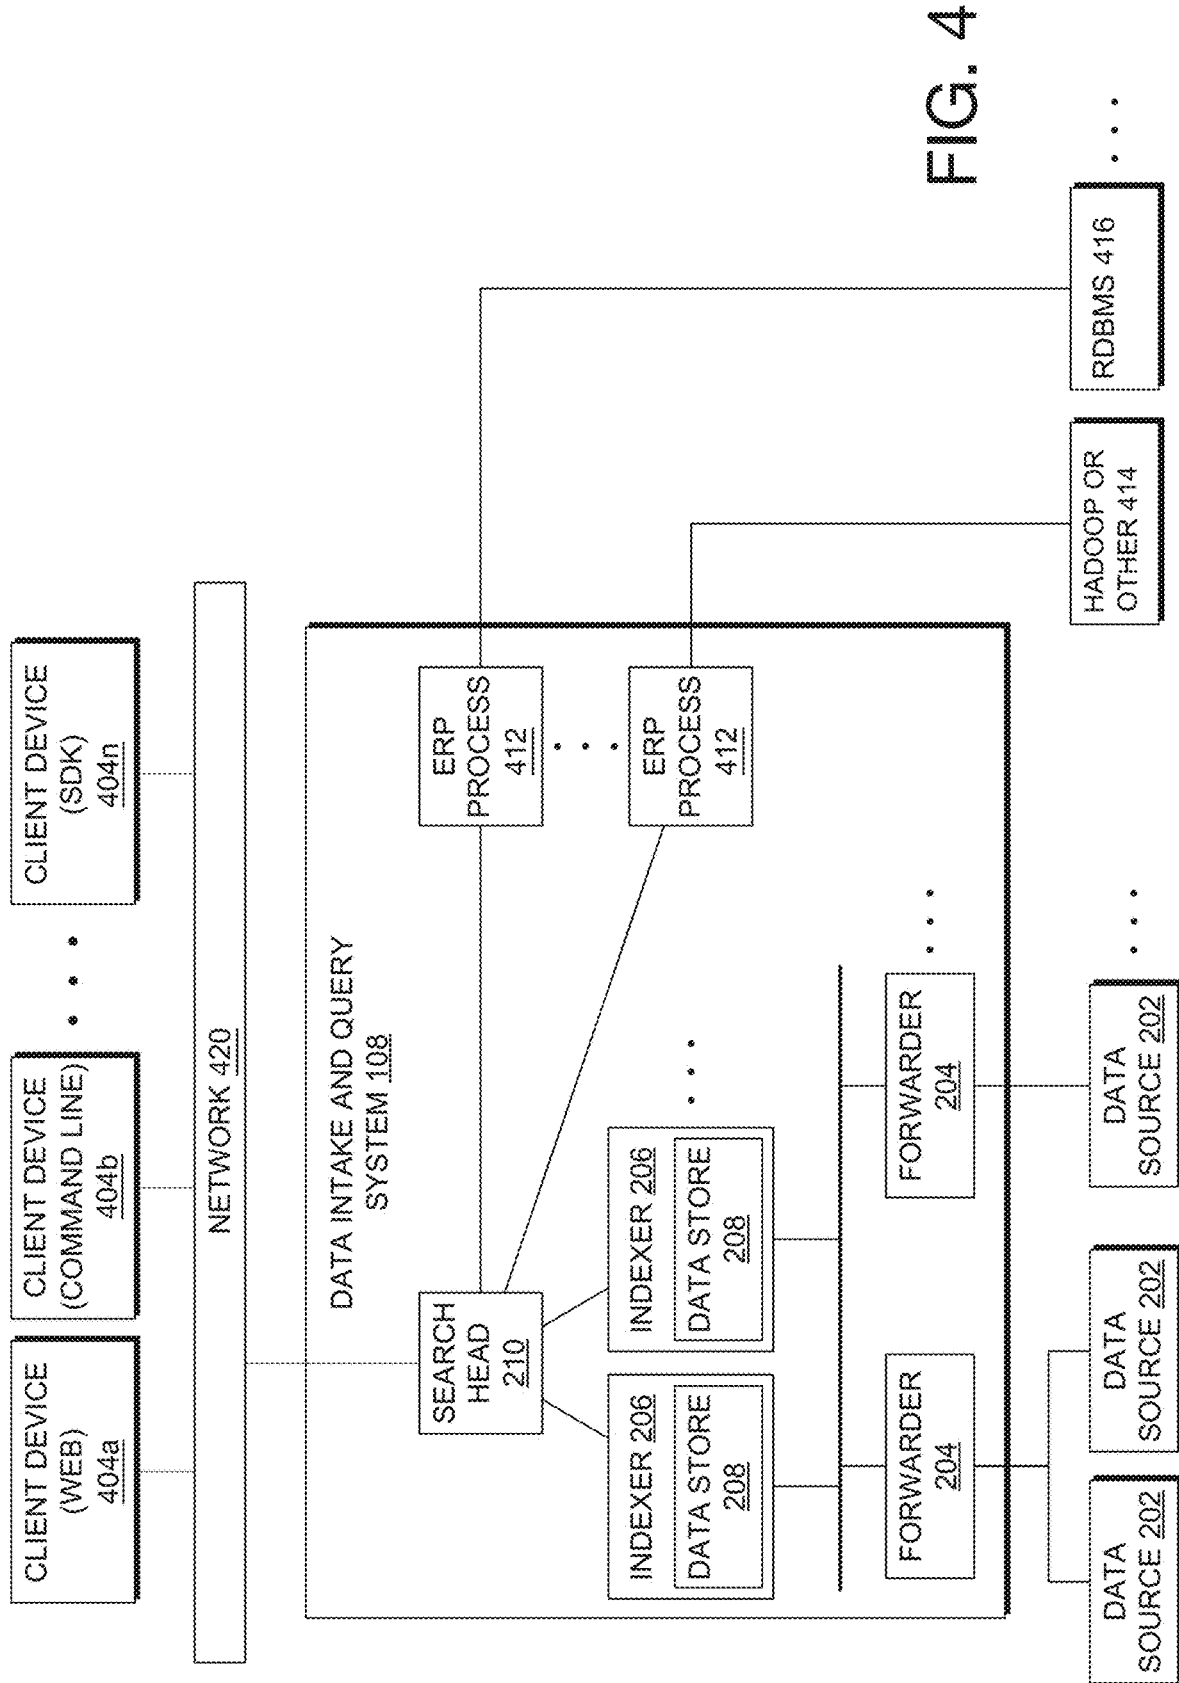 CLIENT DEVICE
(WEB)
404a
CLIENT DEVICE
(COMMAND LINE)
404b
CLIENT DEVICE
(SDK)
404n
NETWORK 420
DATA INTAKE AND QUERY
SYSTEM 108
SEARCH
HEAD
210
ERP
PROCESS
412
ERP
PROCESS
412
INDEXER 206
DATA STORE
208
INDEXER 206
DATA STORE
208
FORWARDER
204
FORWARDER
204
DATA
SOURCE 202
DATA
SOURCE 202
DATA
SOURCE 202
HADOOP OR
OTHER 414
RDBMS 416
FIG. 4